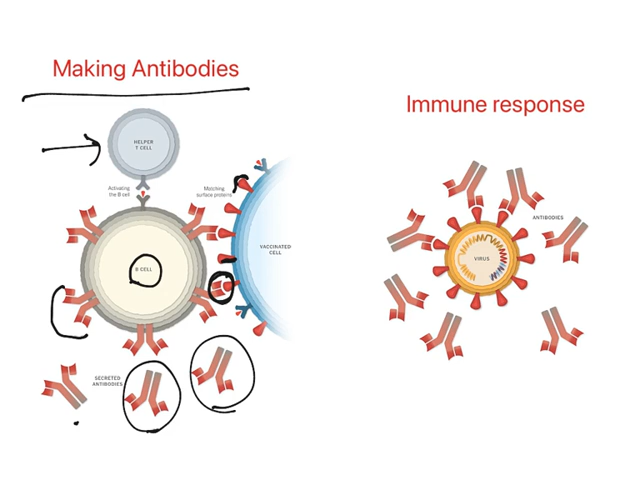 Making Antibodies
Immune response
HELPER
T CELL
Activating
the B cell
Matching
surface proteins
VACCINATED
CELL
B CELL
SECRETED
ANTIBODIES
ANTIBODIES
VIRUS